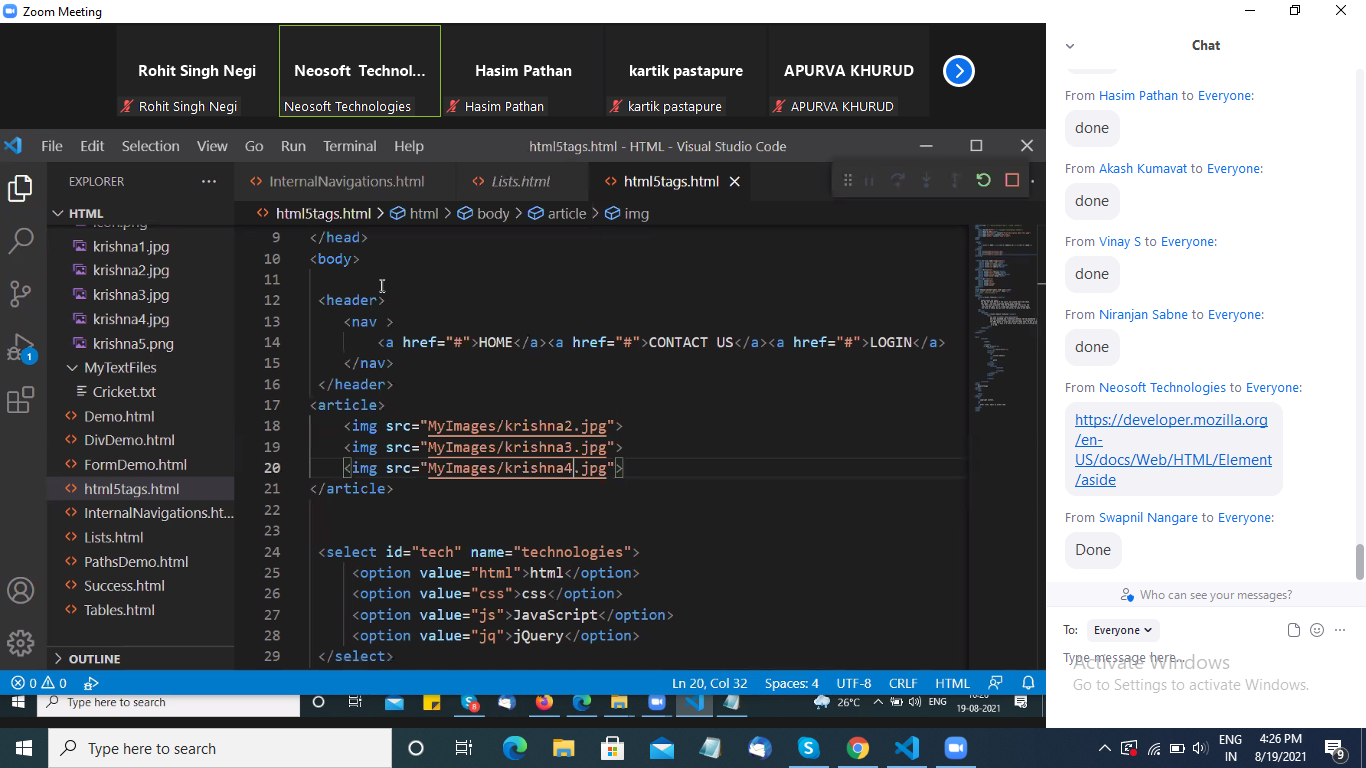 Zoom Meeting
Rohit Singh Negi
Neosoft Technol...
Hasim Pathan
kartik pastapure
APURVA KHURUD
Rohit Singh Negi
Neosoft Technologies
Hasim Pathan
kartik pastapure
APURVA KHURUD
File Edit Selection View Go Run Terminal Help
html5tags.html - HTML - Visual Studio Code
EXPLORER
InternalNavigations.html
Lists.html
html5tags.html
HTML
html5tags.html > html > body > article > img
krishna1.jpg
krishna2.jpg
krishna3.jpg
krishna4.jpg
krishna5.png
MyTextFiles
Cricket.txt
Demo.html
DivDemo.html
FormDemo.html
html5tags.html
InternalNavigations.ht...
Lists.html
PathsDemo.html
Success.html
Tables.html
OUTLINE
1
9 </head>
10 <body>
11
12 <header>
13 <nav >
14 <a href="#">HOME</a><a href="#">CONTACT US</a><a href="#">LOGIN</a>
15 </nav>
16 </header>
17 <article>
18 <img src="MyImages/krishna2.jpg">
19 <img src="MyImages/krishna3.jpg">
20 <img src="MyImages/krishna4.jpg">
21 </article>
22
23
24 <select id="tech" name="technologies">
25 <option value="html">html</option>
26 <option value="css">css</option>
27 <option value="js">JavaScript</option>
28 <option value="jq">jQuery</option>
29 </select>
0 0
Ln 20, Col 32 Spaces: 4 UTF-8 CRLF HTML
Type here to search
26°C
ENG
19-08-2021
Chat
From Hasim Pathan to Everyone:
done
From Akash Kumavat to Everyone:
done
From Vinay S to Everyone:
done
From Niranjan Sabne to Everyone:
done
From Neosoft Technologies to Everyone:
https://developer.mozilla.org
/en-
US/docs/Web/HTML/Element
/aside
From Swapnil Nangare to Everyone:
Done
Who can see your messages?
To: Everyone
Type message here...
Activate Windows
Go to Settings to activate Windows.
Type here to search
ENG
IN
4:26 PM
8/19/2021
9